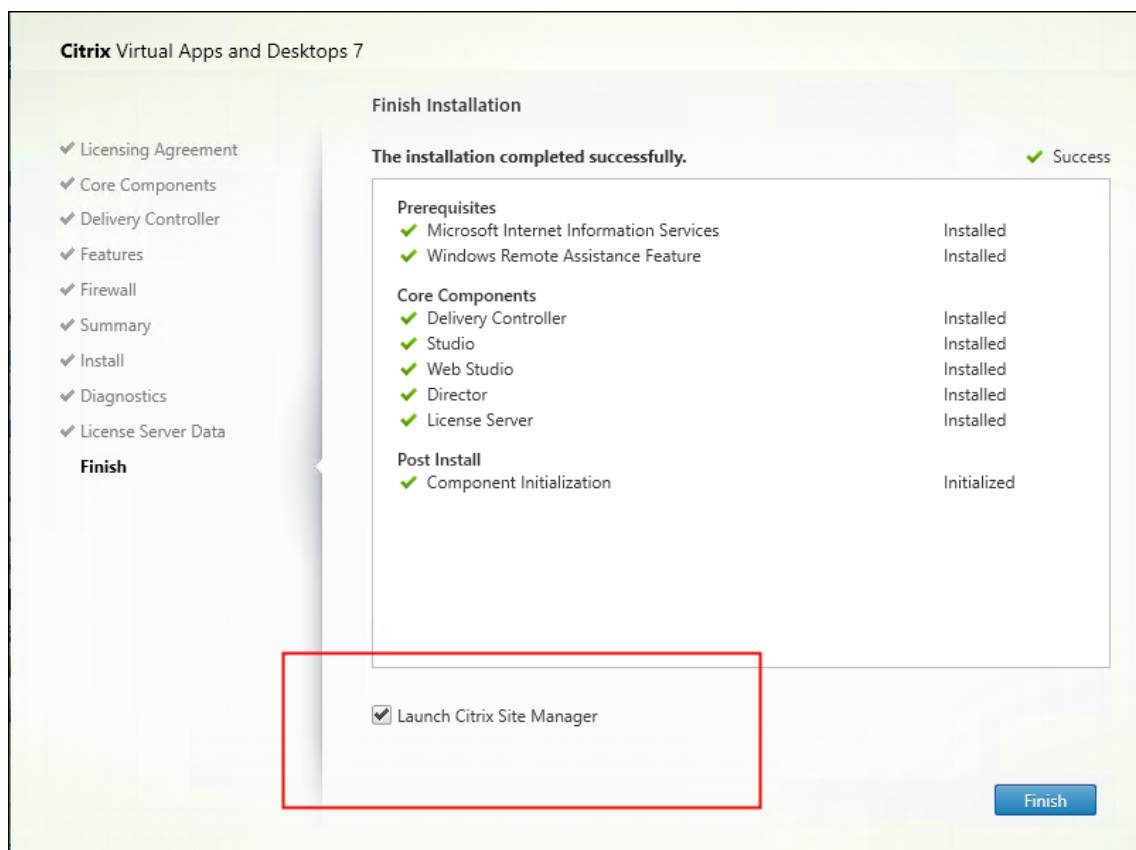 Citrix Virtual Apps and Desktops 7
Licensing Agreement
Core Components
Delivery Controller
Features
Firewall
Summary
Install
Diagnostics
License Server Data
Finish
Finish Installation
The installation completed successfully. Success
Prerequisites
Microsoft Internet Information Services Installed
Windows Remote Assistance Feature Installed
Core Components
Delivery Controller Installed
Studio Installed
Web Studio Installed
Director Installed
License Server Installed
Post Install
Component Initialization Initialized
Launch Citrix Site Manager
Finish